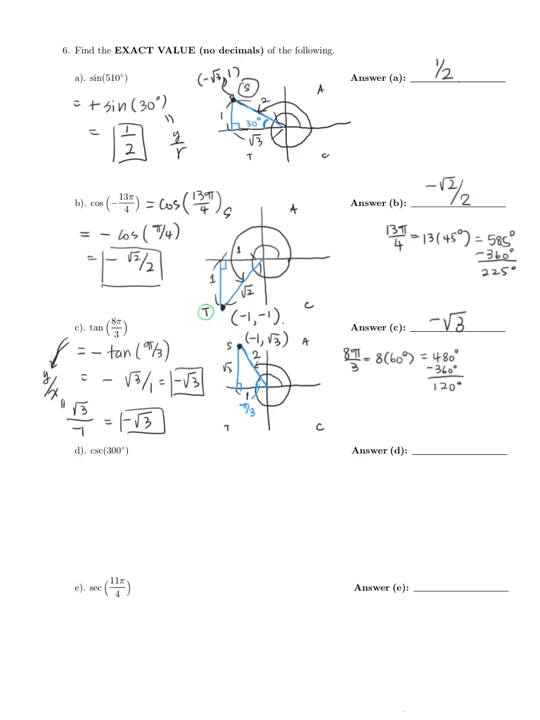 6. Find the EXACT VALUE (no decimals) of the following.
a). sin(510°)
Answer (a): 1/2
= + sin(30°)
= 1/2
y/r
(-√3, 1)
S
A
2
1
30°
√3
T
C
b). cos(-13π/4) = cos(13π/4)
Answer (b): -√2/2
= - cos(π/4)
= -√2/2
S
A
1
1
√2
T
C
(-1, -1).
13π/4 = 13(45°) = 585°
-360°
225°
c). tan(8π/3)
Answer (c): -√3
= - tan(π/3)
= - √3/1 = -√3
y/x
"
√3/-1 = -√3
S
(-1, √3)
A
2
√3
1
π/3
T
C
8π/3 = 8(60°) = 480°
-360°
120°
d). csc(300°)
Answer (d):
e). sec(11π/4)
Answer (e):